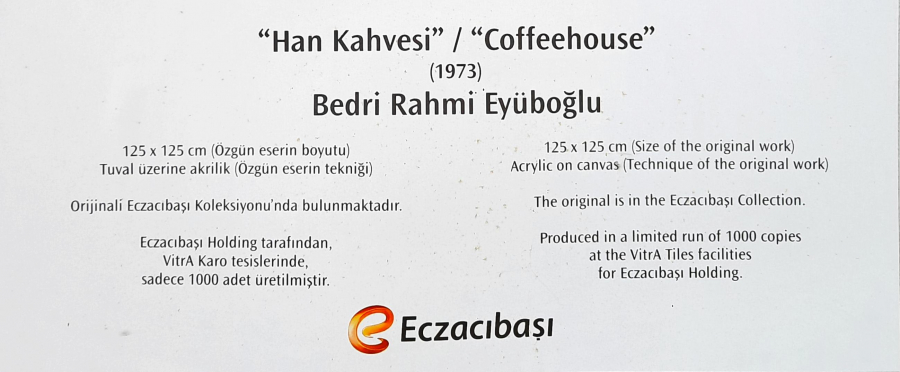 “Han Kahvesi” / “Coffeehouse”
(1973)
Bedri Rahmi Eyüboğlu
125 x 125 cm (Özgün eserin boyutu)
Tuval üzerine akrilik (Özgün eserin tekniği)
Orijinali Eczacıbaşı Koleksiyonu’nda bulunmaktadır.
Eczacıbaşı Holding tarafından,
VitrA Karo tesislerinde,
sadece 1000 adet üretilmiştir.
125 x 125 cm (Size of the original work)
Acrylic on canvas (Technique of the original work)
The original is in the Eczacıbaşı Collection.
Produced in a limited run of 1000 copies
at the VitrA Tiles facilities
for Eczacıbaşı Holding.
Eczacıbaşı